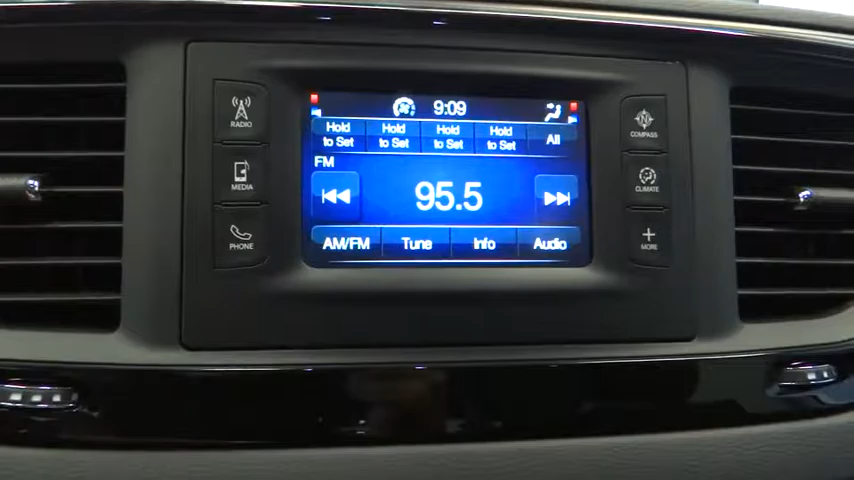 9:09
Hold to Set Hold to Set Hold to Set Hold to Set All
FM
95.5
AM/FM Tune Info Audio
RADIO
MEDIA
PHONE
N
COMPASS
CLIMATE
MORE